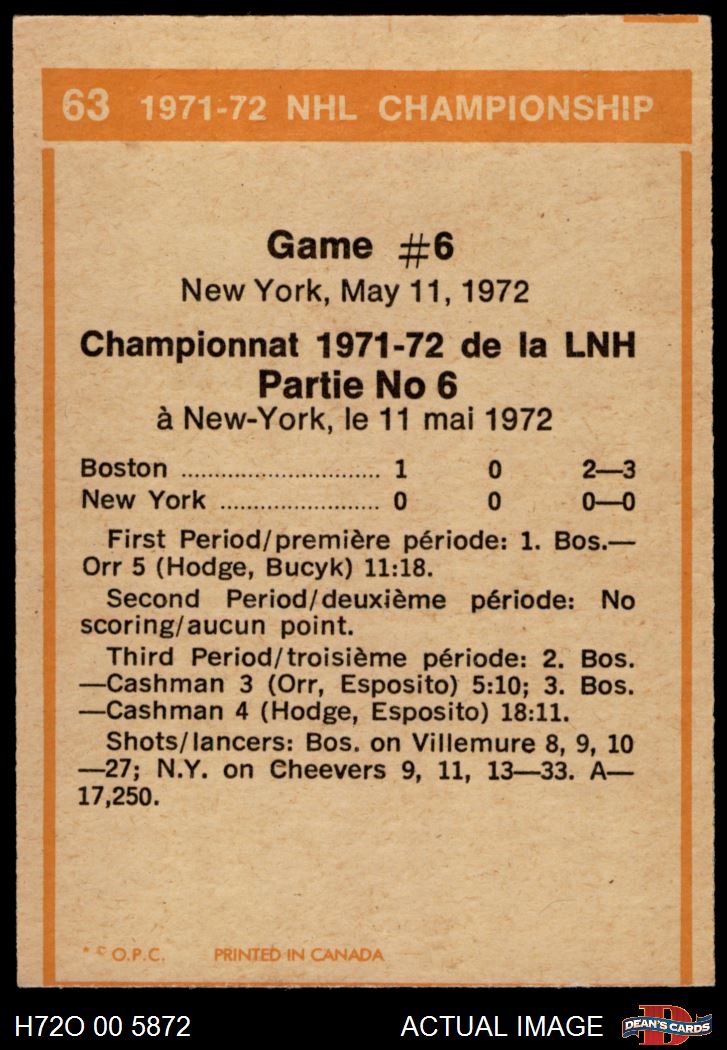 63 1971-72 NHL CHAMPIONSHIP
Game #6
New York, May 11, 1972
Championnat 1971-72 de la LNH
Partie No 6
à New-York, le 11 mai 1972
Boston .............................. 1 0 2—3
New York ........................ 0 0 0—0
First Period/première période: 1. Bos.—
Orr 5 (Hodge, Bucyk) 11:18.
Second Period/deuxième période: No
scoring/aucun point.
Third Period/troisième période: 2. Bos.
—Cashman 3 (Orr, Esposito) 5:10; 3. Bos.
—Cashman 4 (Hodge, Esposito) 18:11.
Shots/lancers: Bos. on Villemure 8, 9, 10
—27; N.Y. on Cheevers 9, 11, 13—33. A—
17,250.
* © O.P.C. PRINTED IN CANADA
H72O 00 5872 ACTUAL IMAGE D DEAN'S CARDS